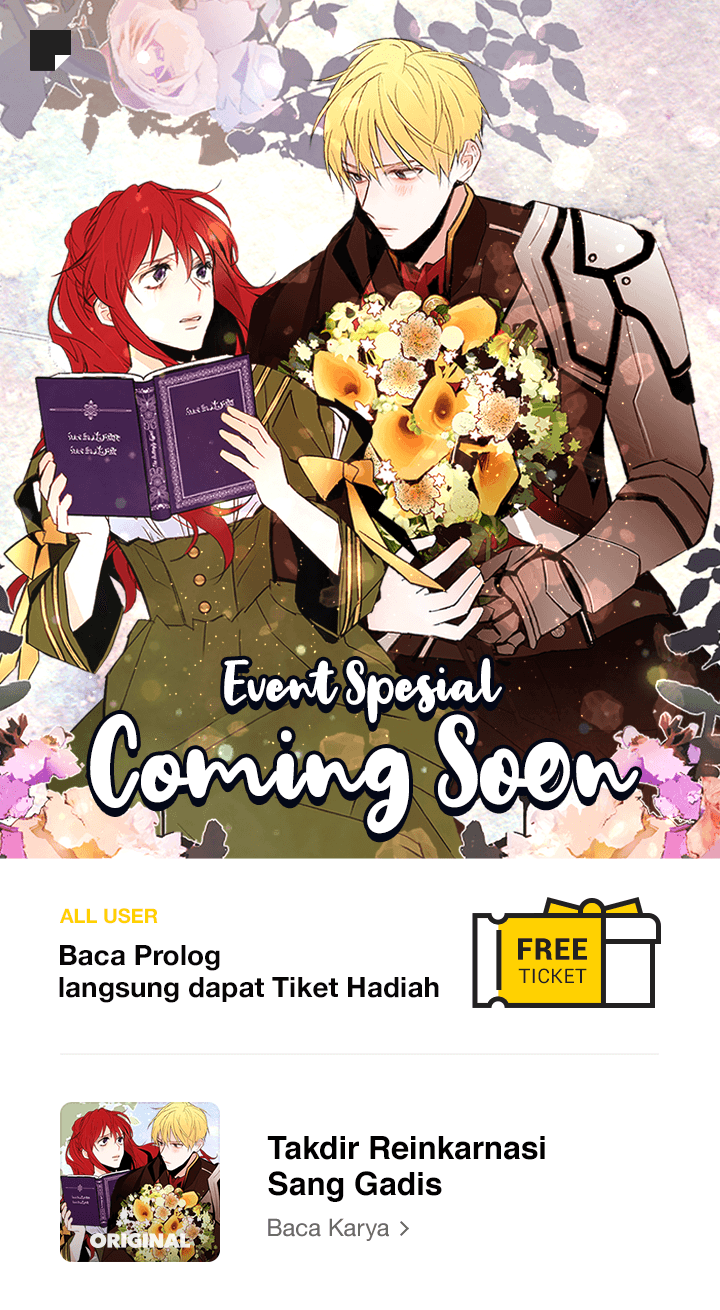 Event Spesial
Coming Soon
ALL USER
Baca Prolog
langsung dapat Tiket Hadiah
FREE
TICKET
Takdir Reinkarnasi
Sang Gadis
Baca Karya >
ORIGINAL